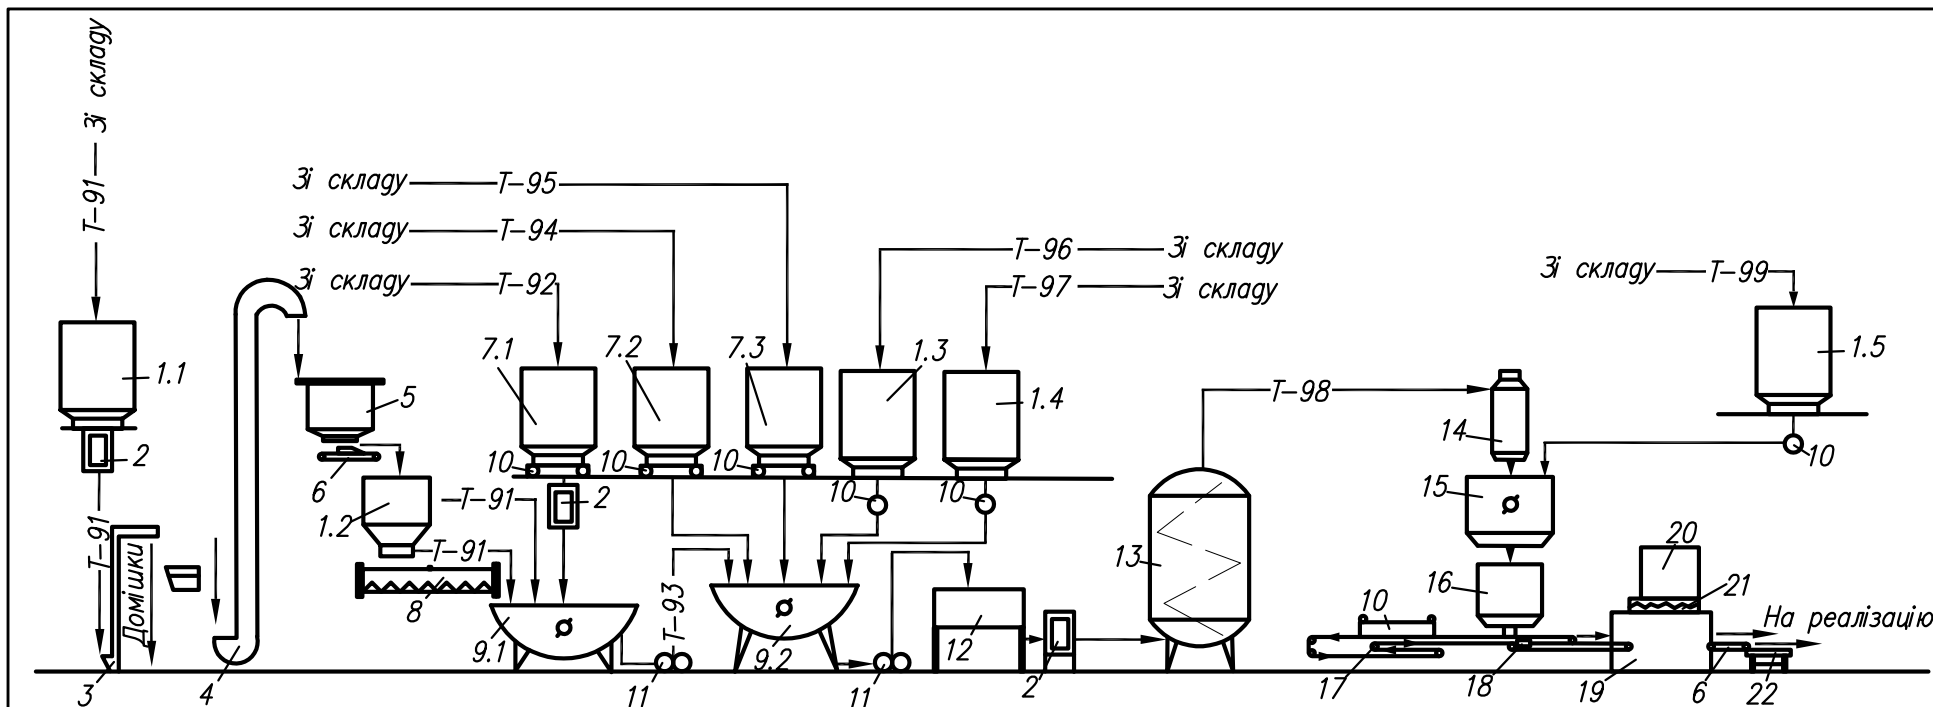 Т-91 Зі складу
Зі складу Т-95
Зі складу Т-94
Зі складу Т-92
Т-96 Зі складу
Т-97 Зі складу
Зі складу Т-99
1.1
2
Т-91
3
Домішки
4
5
6
1.2
Т-91
Т-91
8
7.1
7.2
7.3
1.3
1.4
10
10
10
10
10
2
9.1
11
Т-93
9.2
11
12
2
13
Т-98
14
15
16
1.5
10
10
17
18
19
20
21
На реалізацію
6
22